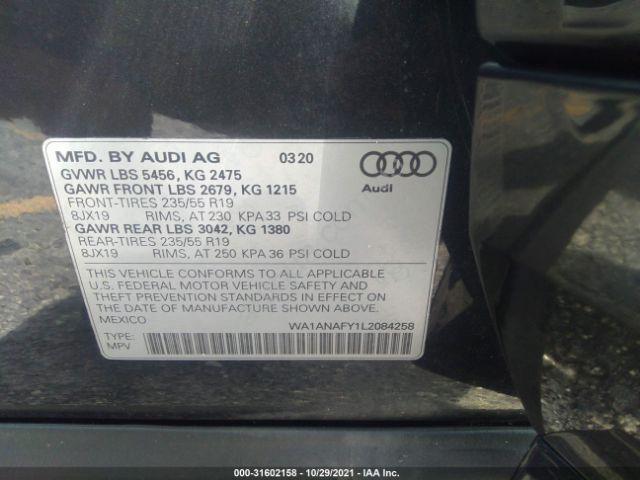 MFD. BY AUDI AG 03 20
GVWR LBS 5456, KG 2475
GAWR FRONT LBS 2679, KG 1215
FRONT-TIRES 235/55 R19
8JX19 RIMS, AT 230 KPA 33 PSI COLD
GAWR REAR LBS 3042, KG 1380
REAR-TIRES 235/55 R19
8JX19 RIMS, AT 250 KPA 36 PSI COLD
Audi
THIS VEHICLE CONFORMS TO ALL APPLICABLE
U.S. FEDERAL MOTOR VEHICLE SAFETY AND
THEFT PREVENTION STANDARDS IN EFFECT ON
THE DATE OF MANUFACTURE SHOWN ABOVE.
MEXICO WA1ANAFY1L2084258
TYPE:
MPV
000-31602158 - 10/29/2021 - IAA Inc.